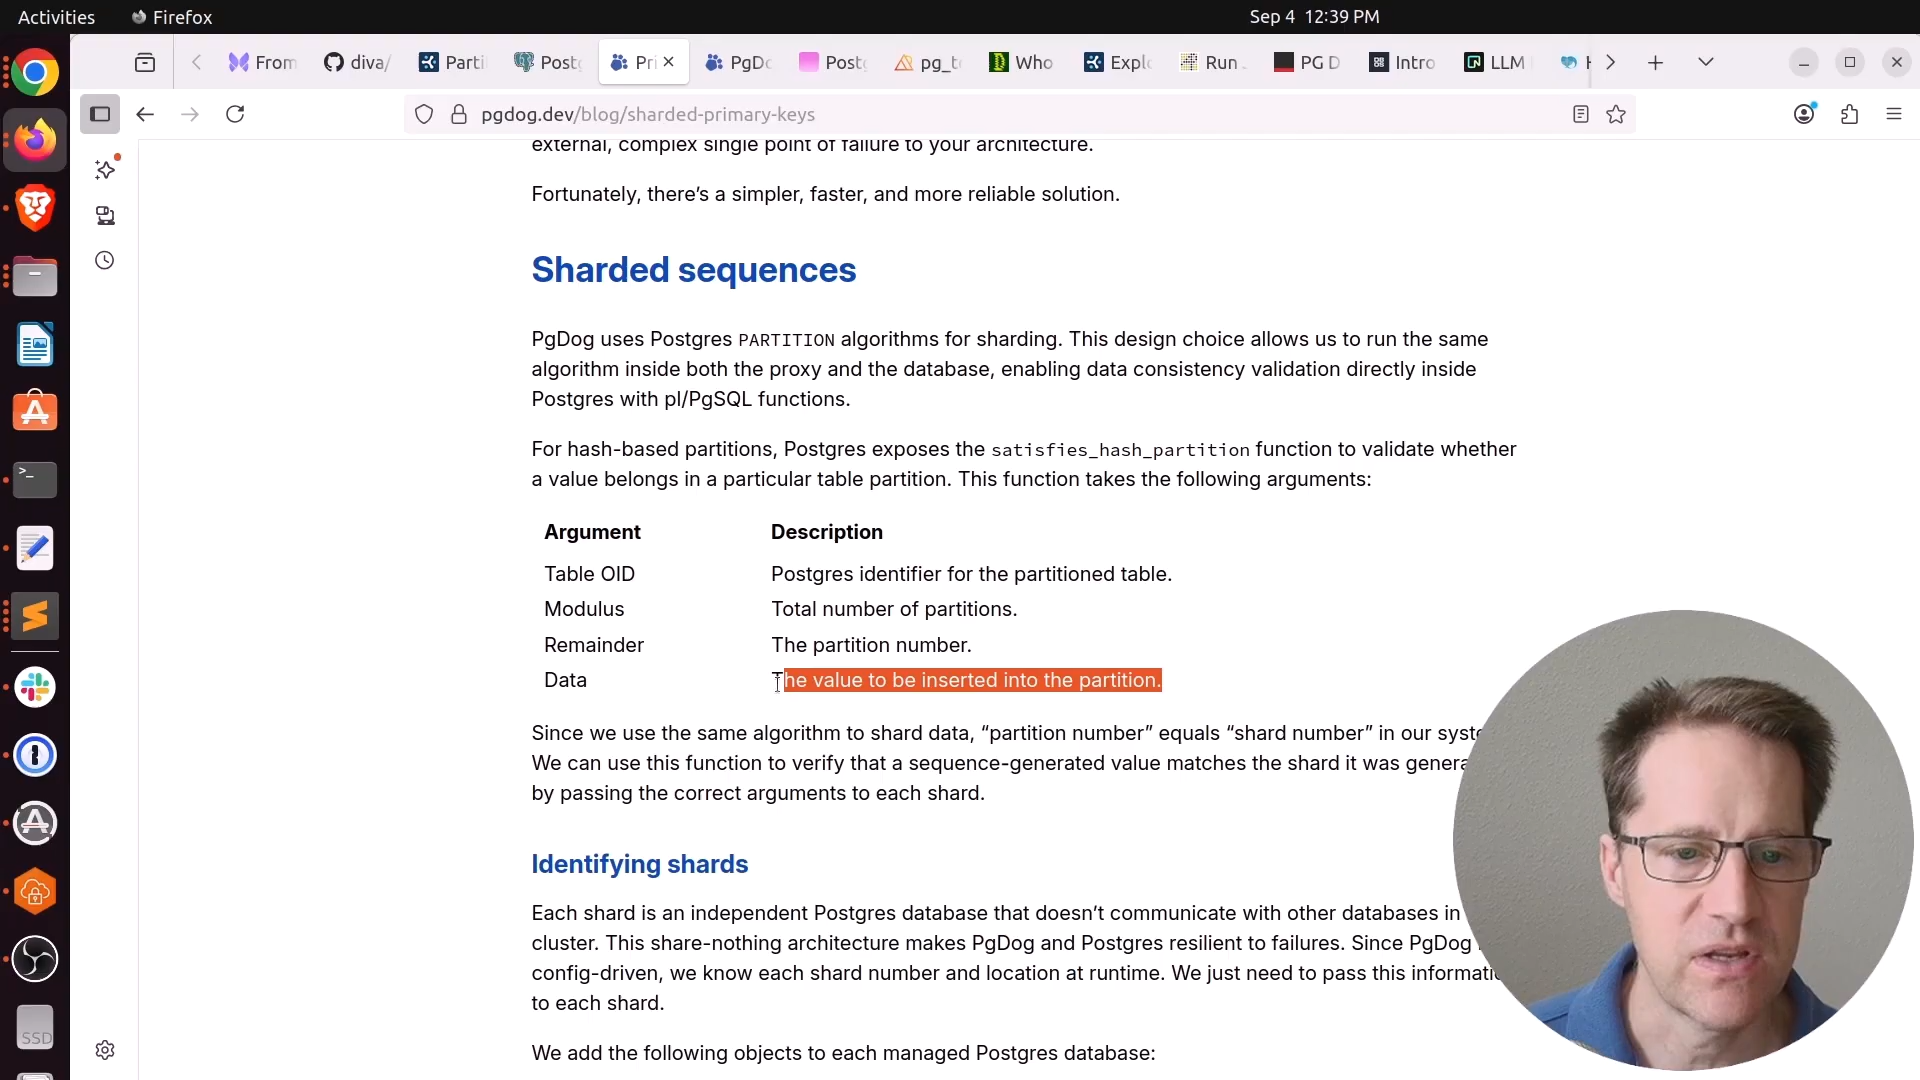 Activities Firefox Sep 4 12:39 PM
From diva/ Parti Post Pri PgDo Post pg_t Who Explo Run PG D Intro LLM
pgdog.dev/blog/sharded-primary-keys
external, complex single point of failure to your architecture.
Fortunately, there’s a simpler, faster, and more reliable solution.
Sharded sequences
PgDog uses Postgres PARTITION algorithms for sharding. This design choice allows us to run the same
algorithm inside both the proxy and the database, enabling data consistency validation directly inside
Postgres with pl/PgSQL functions.
For hash-based partitions, Postgres exposes the satisfies_hash_partition function to validate whether
a value belongs in a particular table partition. This function takes the following arguments:
Argument Description
Table OID Postgres identifier for the partitioned table.
Modulus Total number of partitions.
Remainder The partition number.
Data The value to be inserted into the partition.
Since we use the same algorithm to shard data, “partition number” equals “shard number” in our syste
We can use this function to verify that a sequence-generated value matches the shard it was genera
by passing the correct arguments to each shard.
Identifying shards
Each shard is an independent Postgres database that doesn’t communicate with other databases in
cluster. This share-nothing architecture makes PgDog and Postgres resilient to failures. Since PgDog
config-driven, we know each shard number and location at runtime. We just need to pass this informati
to each shard.
We add the following objects to each managed Postgres database:
SSD